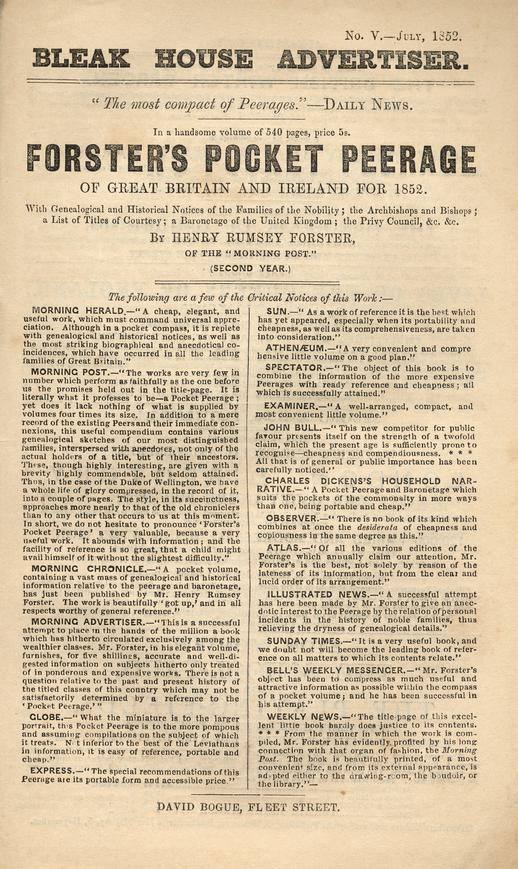 No. V.—July, 1852.
BLEAK HOUSE ADVERTISER.
"The most compact of Peerages."—Daily News.
In a handsome volume of 540 pages, price 5s.
FORSTER'S POCKET PEERAGE
OF GREAT BRITAIN AND IRELAND FOR 1852.
With Genealogical and Historical Notices of the Families of the Nobility; the Archbishops and Bishops;
a List of Titles of Courtesy; a Baronetage of the United Kingdom; the Privy Council, &c. &c.
By HENRY RUMSEY FORSTER,
OF THE "MORNING POST."
(SECOND YEAR.)
The following are a few of the Critical Notices of this Work:—
MORNING HERALD.—"A cheap, elegant, and
useful work, which must command universal appre-
ciation. Although in a pocket compass, it is replete
with genealogical and historical notices, as well as
the most striking biographical and anecdotical co-
incidences, which have occurred in all the leading
families of Great Britain."
MORNING POST.—"The works are very few in
number which perform as faithfully as the one before
us the promises held out in the title-page. It is
literally what it professes to be—a Pocket Peerage;
yet does it lack nothing of what is supplied by
volumes four times its size. In addition to a mere
record of the existing Peers and their immediate con-
nexions, this useful compendium contains various
genealogical sketches of our most distinguished
families, interspersed with anecdotes, not only of the
actual holders of a title, but of their ancestors.
These, though highly interesting, are given with a
brevity highly commendable, but seldom attained.
Thus, in the case of the Duke of Wellington, we have
a whole life of glory compressed, in the record of it,
into a couple of pages. The style, in its succinctness,
approaches more nearly to that of the old chroniclers
than to any other that occurs to us at this moment.
In short, we do not hesitate to pronounce 'Forster's
Pocket Peerage' a very valuable, because a very
useful work. It abounds with information; and the
facility of reference is so great, that a child might
avail himself of it without the slightest difficulty."
MORNING CHRONICLE.—"A pocket volume,
containing a vast mass of genealogical and historical
information relative to the peerage and baronetage,
has just been published by Mr. Henry Rumsey
Forster. The work is beautifully 'got up,' and in all
respects worthy of general reference."
MORNING ADVERTISER.—"This is a successful
attempt to place in the hands of the million a book
which has hitherto circulated exclusively among the
wealthier classes. Mr. Forster, in his elegant volume,
furnishes, for five shillings, accurate and well-di-
gested information on subjects hitherto only treated
of in ponderous and expensive works. There is not a
question relative to the past and present history of
the titled classes of this country which may not be
satisfactorily determined by a reference to the
'Pocket Peerage.'"
GLOBE.—"What the miniature is to the larger
portrait, this Pocket Peerage is to the more pompous
and assuming compilations on the subject of which
it treats. Not inferior to the best of the Leviathans
in information, it is easy of reference, portable and
cheap."
EXPRESS.—"The special recommendations of this
Peerage are its portable form and accessible price."
SUN.—"As a work of reference it is the best which
has yet appeared, especially when its portability and
cheapness, as well as its comprehensiveness, are taken
into consideration."
ATHENÆUM.—"A very convenient and compre
hensive little volume on a good plan."
SPECTATOR.—"The object of this book is to
combine the information of the more expensive
Peerages with ready reference and cheapness; all
which is successfully attained."
EXAMINER.—"A well-arranged, compact, and
most convenient little volume."
JOHN BULL.—"This new competitor for public
favour presents itself on the strength of a twofold
claim, which the present age is sufficiently prone to
recognise—cheapness and compendiousness. * * *
All that is of general or public importance has been
carefully noticed."
CHARLES DICKENS'S HOUSEHOLD NAR-
RATIVE.—"A Pocket Peerage and Baronetage which
suits the pockets of the commonalty in more ways
than one, being portable and cheap."
OBSERVER.—"There is no book of its kind which
combines at once the desiderata of cheapness and
copiousness in the same degree as this."
ATLAS.—"Of all the various editions of the
Peerage which annually claim our attention, Mr.
Forster's is the best, not solely by reason of the
lateness of its information, but from the clear and
lucid order of its arrangement."
ILLUSTRATED NEWS.—"A successful attempt
has here been made by Mr. Forster to give an anec-
dotic interest to the Peerage by the relation of personal
incidents in the history of noble families, thus
relieving the dryness of genealogical details."
SUNDAY TIMES.—"It is a very useful book, and
we doubt not will become the leading book of refer-
ence on all matters to which its contents relate."
BELL'S WEEKLY MESSENGER.—"Mr. Forster's
object has been to compress as much useful and
attractive information as possible within the compass
of a pocket volume; and he has been successful in
his attempt."
WEEKLY NEWS.—"The title-page of this excel-
lent little book hardly does justice to its contents.
* * * From the manner in which the work is com-
piled, Mr. Forster has evidently profited by his long
connection with that organ of fashion, the Morning
Post. The book is beautifully printed, of a most
convenient size, and from its external appearance, is
adapted either to the drawing-room, the boudoir, or
the library."—
DAVID BOGUE, FLEET STREET.